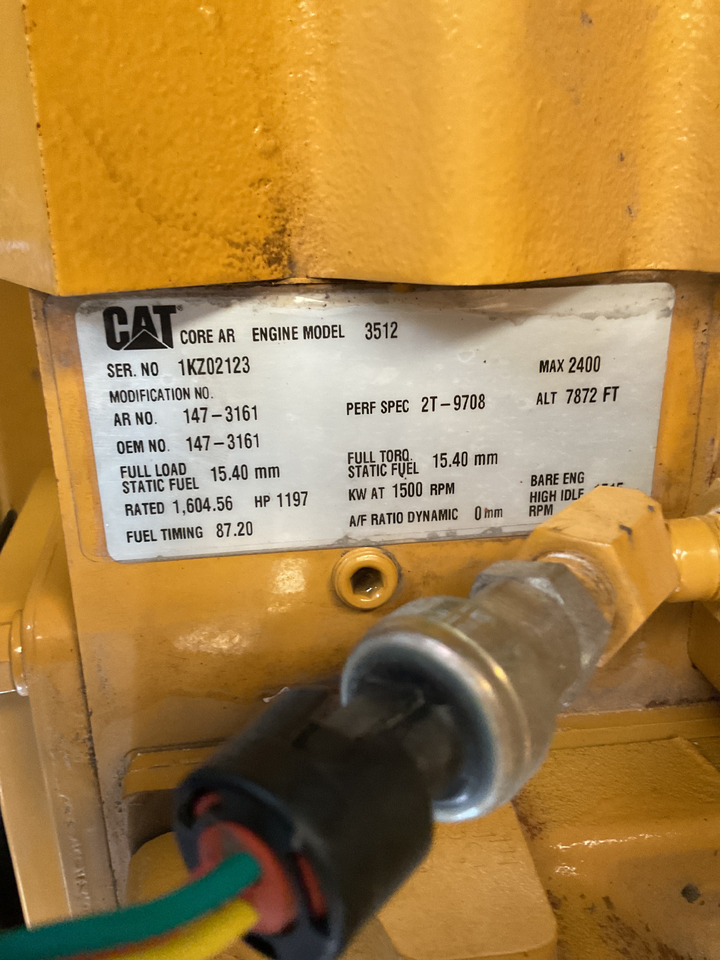 CAT® CORE AR ENGINE MODEL 3512
SER. NO 1KZ02123 MAX 2400
MODIFICATION NO.
AR NO. 147-3161 PERF SPEC 2T-9708 ALT 7872 FT
OEM NO. 147-3161
FULL LOAD STATIC FUEL 15.40 mm FULL TORQ. STATIC FUEL 15.40 mm
RATED 1,604.56 HP 1197 KW AT 1500 RPM BARE ENG HIGH IDLE RPM
FUEL TIMING 87.20 A/F RATIO DYNAMIC 0 mm